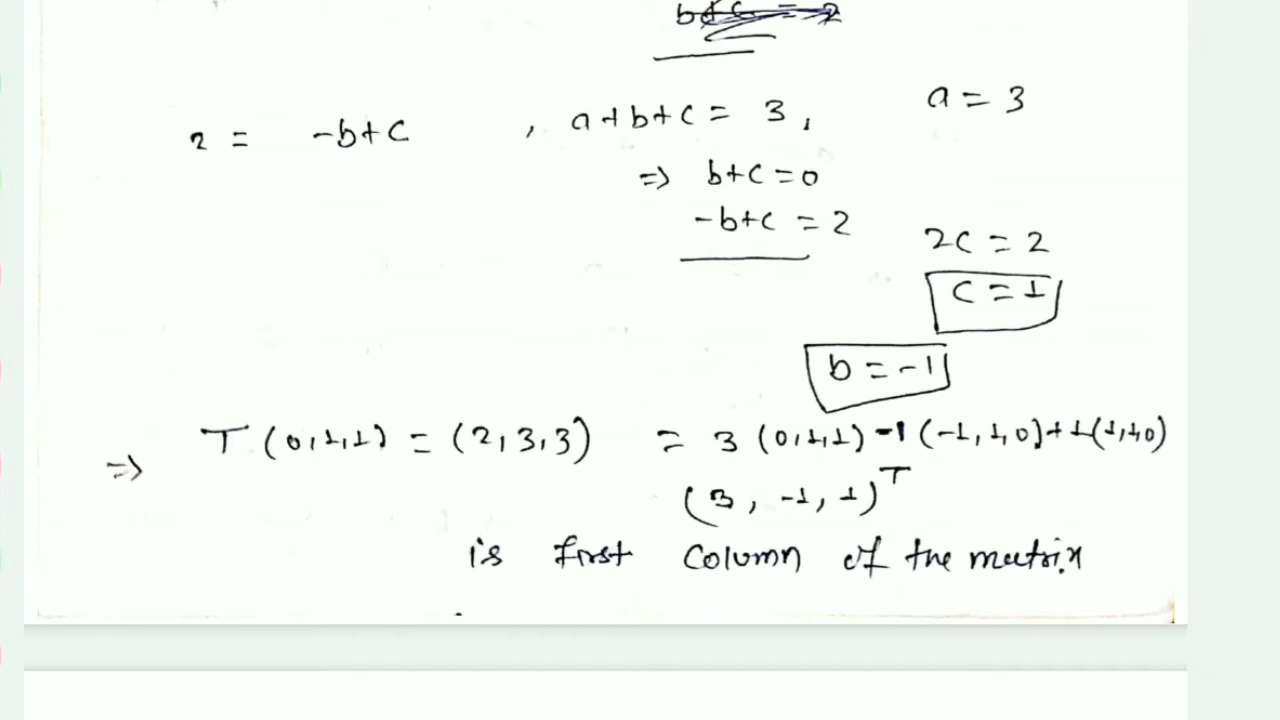 b+c = 2
2 = -b+c , a+b+c = 3, a = 3
=> b+c = 0
-b+c = 2
2c = 2
c = 1
b = -1
=> T(0,1,1) = (2,3,3) = 3(0,1,1) -1(-1,1,0)+1(1,1,0)
(3, -1, 1)ᵀ
is first column of the matrix